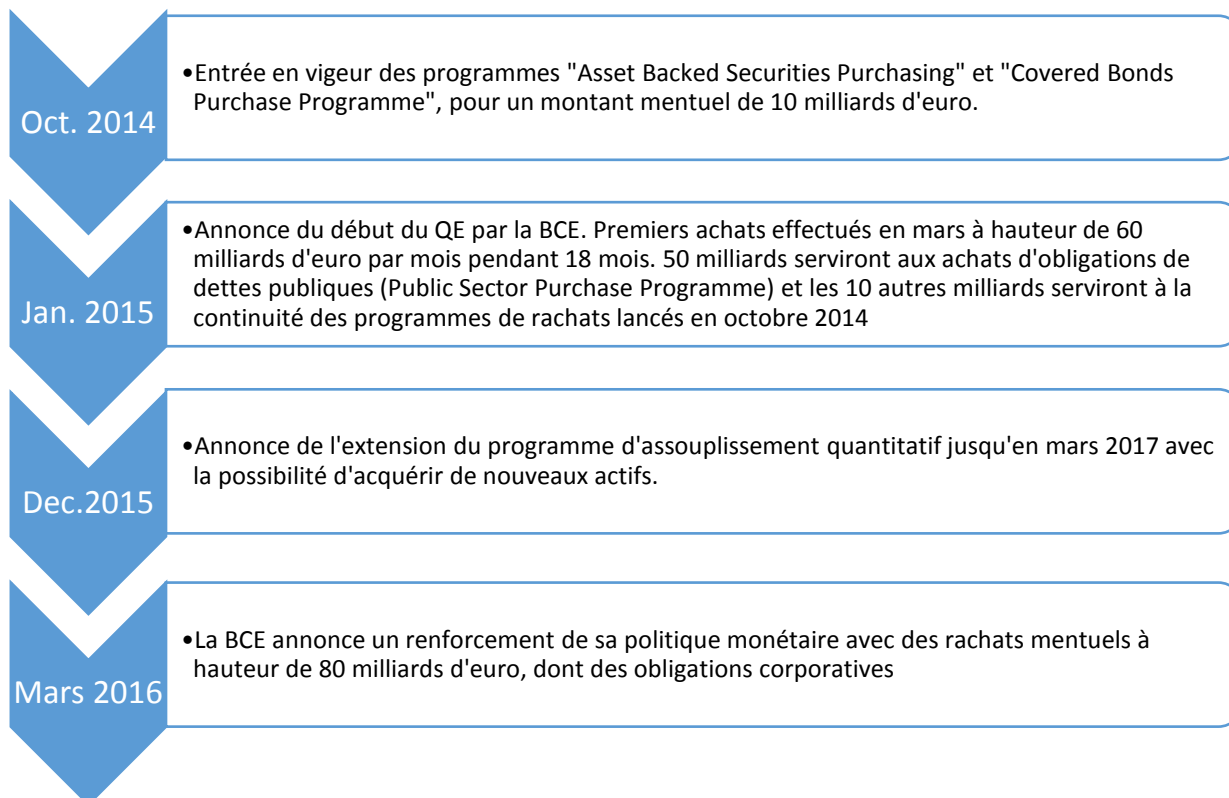 Oct. 2014
•Entrée en vigeur des programmes "Asset Backed Securities Purchasing" et "Covered Bonds
Purchase Programme", pour un montant mentuel de 10 milliards d'euro.
Jan. 2015
•Annonce du début du QE par la BCE. Premiers achats effectués en mars à hauteur de 60
milliards d'euro par mois pendant 18 mois. 50 milliards serviront aux achats d'obligations de
dettes publiques (Public Sector Purchase Programme) et les 10 autres milliards serviront à la
continuité des programmes de rachats lancés en octobre 2014
Dec.2015
•Annonce de l'extension du programme d'assouplissement quantitatif jusqu'en mars 2017 avec
la possibilité d'acquérir de nouveaux actifs.
Mars 2016
•La BCE annonce un renforcement de sa politique monétaire avec des rachats mentuels à
hauteur de 80 milliards d'euro, dont des obligations corporatives